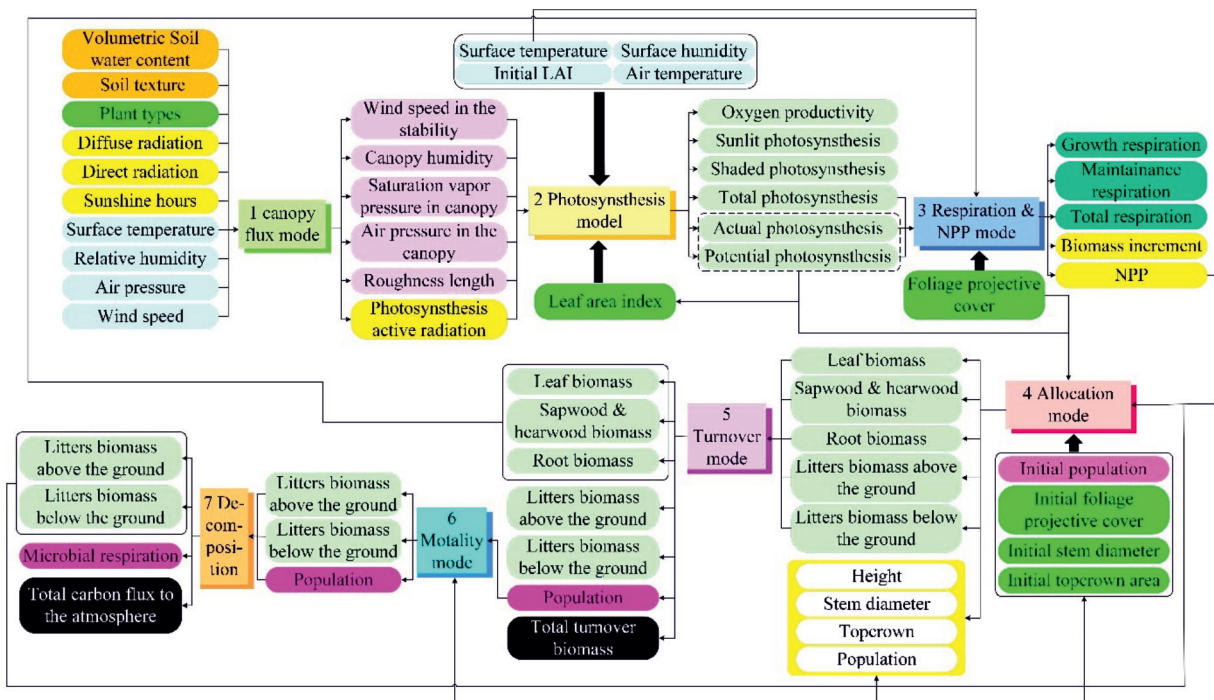 Volumetric Soil
water content
Soil texture
Plant types
Diffuse radiation
Direct radiation
Sunshine hours
Surface temperature
Relative humidity
Air pressure
Wind speed
1 canopy
flux mode
Wind speed in the
stability
Canopy humidity
Saturation vapor
pressure in canopy
Air pressure in the
canopy
Roughness length
Photosynsthesis
active radiation
Surface temperature
Surface humidity
Initial LAI
Air temperature
2 Photosynthesis
model
Leaf area index
Oxygen productivity
Sunlit photosynthesis
Shaded photosynthesis
Total photosynthesis
Actual photosynthesis
Potential photosynsthesis
3 Respiration &
NPP mode
Foliage projective
cover
Growth respiration
Maintainance
respiration
Total respiration
Biomass increment
NPP
4 Allocation
mode
Initial population
Initial foliage
projective cover
Initial stem diameter
Initial topcrown area
Leaf biomass
Sapwood & hearwood
biomass
Root biomass
Litters biomass above
the ground
Litters biomass below
the ground
Height
Stem diameter
Topcrown
Population
5
Turnover
mode
Leaf biomass
Sapwood &
hearwood biomass
Root biomass
Litters biomass
above the ground
Litters biomass
below the ground
Population
Total turnover
biomass
6
Motality
mode
Litters biomass
above the ground
Litters biomass
below the ground
Population
7 De-
comp-
osi-
tion
Litters biomass
above the ground
Litters biomass
below the ground
Microbial respiration
Total carbon flux to
the atmosphere